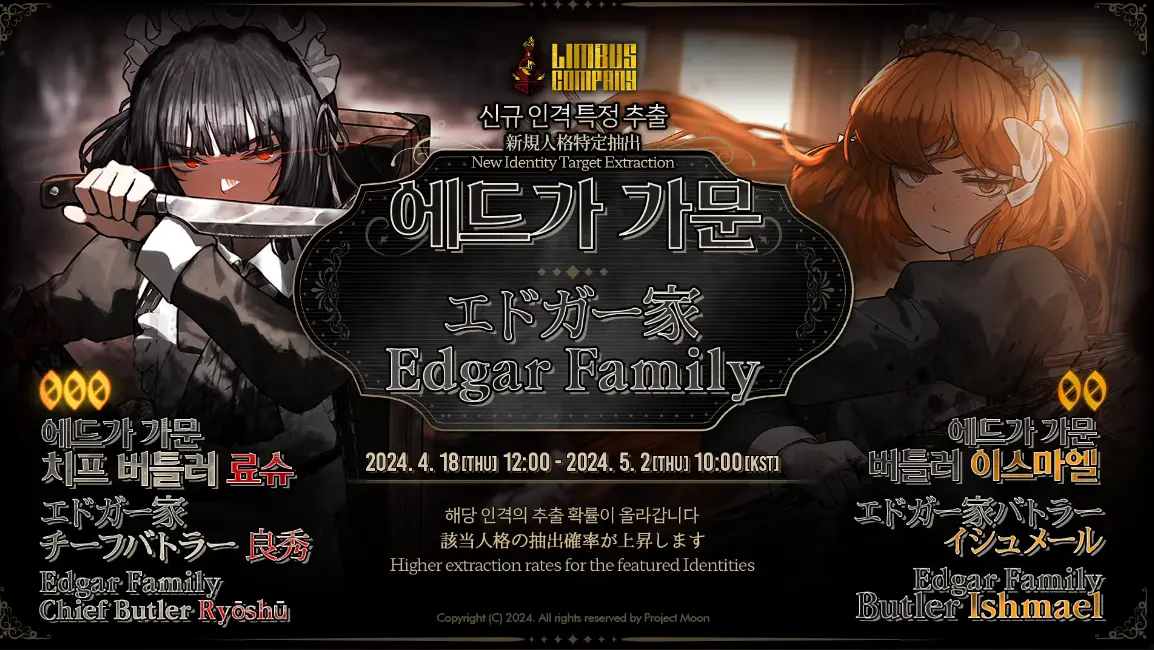 LIMBUS
COMPANY
신규 인격 특정 추출
新規人格特定抽出
New Identity Target Extraction
에드가 가문
エドガー家
Edgar Family
2024. 4. 18[THU] 12:00 - 2024. 5. 2[THU] 10:00[KST]
해당 인격의 추출 확률이 올라갑니다
該当人格の抽出確率が上昇します
Higher extraction rates for the featured Identities
Copyright (C) 2024. All rights reserved by Project Moon
000
에드가 가문
치프 버틀러 료슈
エドガー家
チーフバトラー 良秀
Edgar Family
Chief Butler Ryōshū
00
에드가 가문
버틀러 이스마엘
エドガー家バトラー
イシュメール
Edgar Family
Butler Ishmael